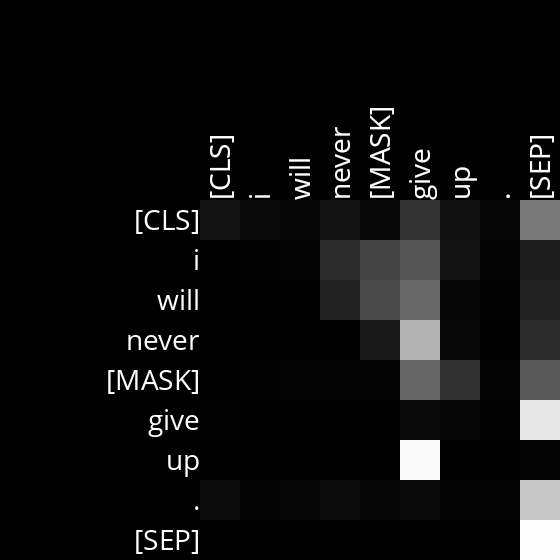 [CLS] i will never [MASK] give up . [SEP]
[CLS]
i
will
never
[MASK]
give
up
.
[SEP]